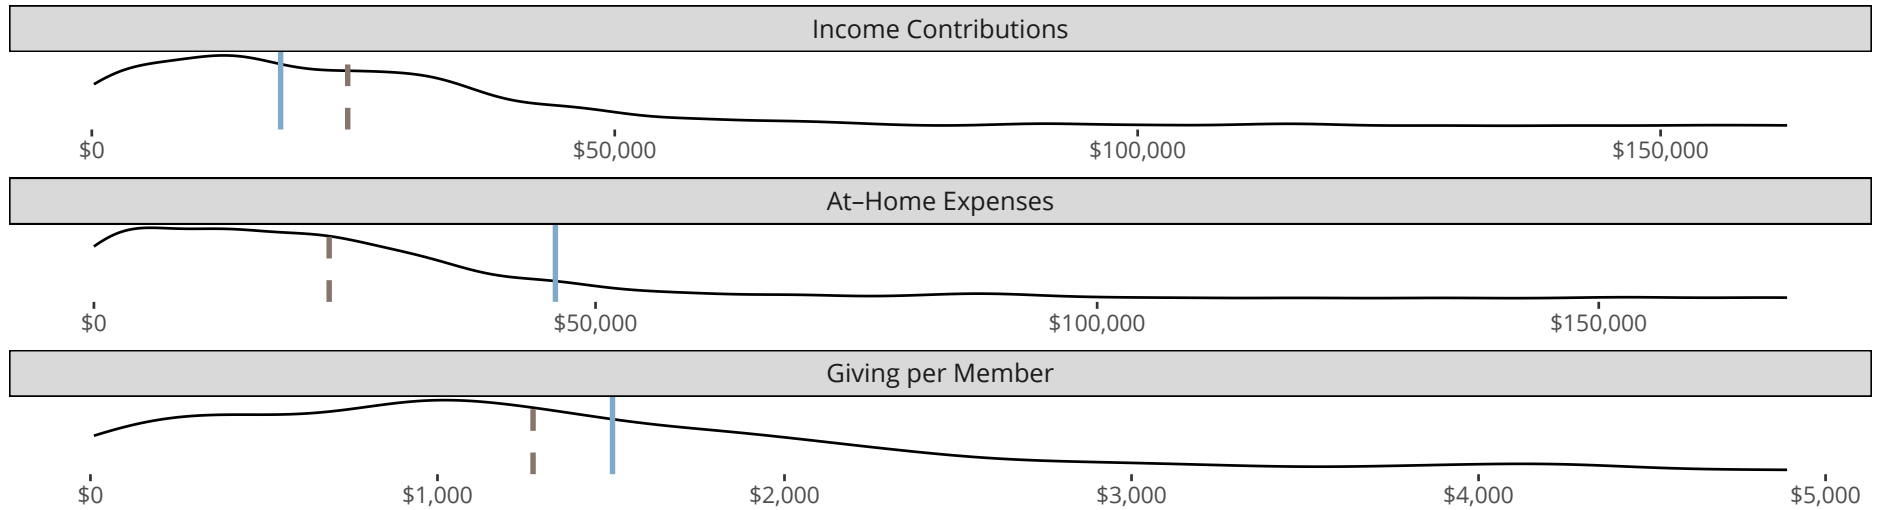 Income Contributions
$0 $50,000 $100,000 $150,000
At–Home Expenses
$0 $50,000 $100,000 $150,000
Giving per Member
$0 $1,000 $2,000 $3,000 $4,000 $5,000